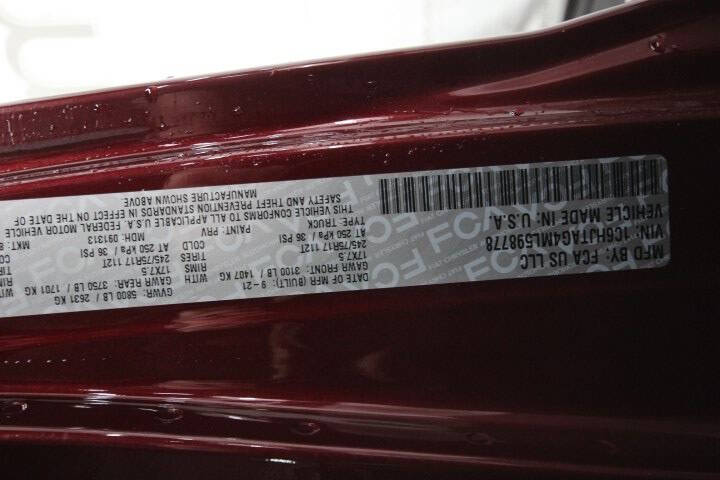 MFD BY: FCA US LLC
DATE OF MFR (BUILT): 9-21
GVWR: 5800 LB / 2631 KG
GAWR FRONT: 3100 LB / 1407 KG
GAWR REAR: 3750 LB / 1701 KG
17X7.5
RIMS
17X7.5
WITH
245/75R17 112T
TIRES
245/75R17 112T
AT 250 kPa / 36 PSI
COLD
AT 250 kPa / 36 PSI
VIN: 1C6HJTAG4ML598778
TYPE: TRUCK
PAINT: PRV
MDH: 091313
MKT:
VEHICLE MADE IN: U.S.A.
THIS VEHICLE CONFORMS TO ALL APPLICABLE U.S.A. FEDERAL MOTOR VEHICLE
SAFETY AND THEFT PREVENTION STANDARDS IN EFFECT ON THE DATE OF
MANUFACTURE SHOWN ABOVE